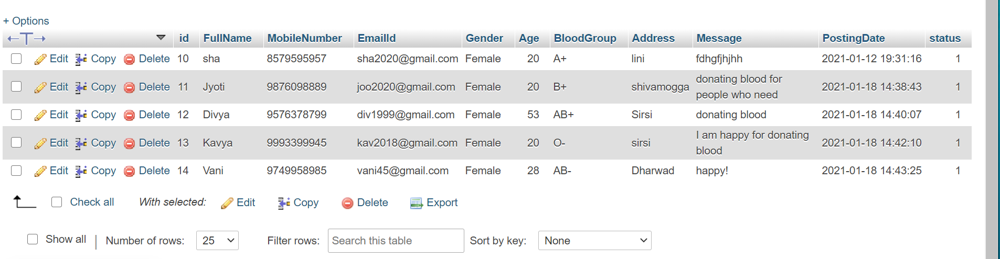 + Options
←T→ id FullName MobileNumber EmailId Gender Age BloodGroup Address Message PostingDate status
Edit Copy Delete 10 sha 8579595957 sha2020@gmail.com Female 20 A+ lini fdhgfjhjhh 2021-01-12 19:31:16 1
Edit Copy Delete 11 Jyoti 9876098889 joo2020@gmail.com Female 20 B+ shivamogga donating blood for 2021-01-18 14:38:43 1
people who need
Edit Copy Delete 12 Divya 9576378799 div1999@gmail.com Female 53 AB+ Sirsi donating blood 2021-01-18 14:40:07 1
Edit Copy Delete 13 Kavya 9993399945 kav2018@gmail.com Female 20 O- sirsi I am happy for donating 2021-01-18 14:42:10 1
blood
Edit Copy Delete 14 Vani 9749958985 vani45@gmail.com Female 28 AB- Dharwad happy! 2021-01-18 14:43:25 1
Check all With selected: Edit Copy Delete Export
Show all | Number of rows: 25 Filter rows: Search this table Sort by key: None